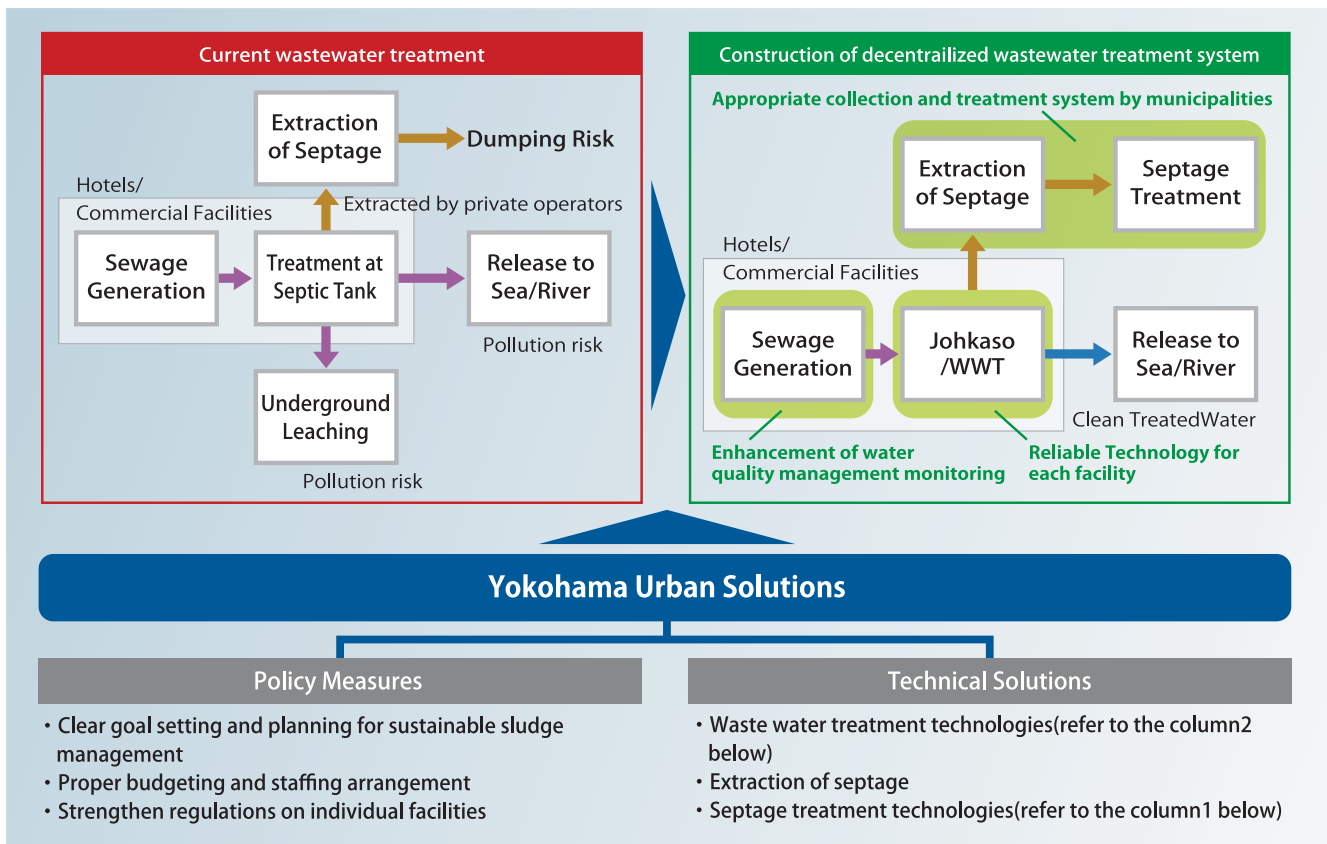 Current wastewater treatment
Extraction
of Septage
Dumping Risk
Hotels/
Commercial Facilities
Extracted by private operators
Sewage
Generation
Treatment at
Septic Tank
Release to
Sea/River
Pollution risk
Underground
Leaching
Pollution risk
Construction of decentrailized wastewater treatment system
Appropriate collection and treatment system by municipalities
Extraction
of Septage
Septage
Treatment
Hotels/
Commercial Facilities
Sewage
Generation
Johkaso
/WWT
Release to
Sea/River
Clean TreatedWater
Enhancement of water
quality management monitoring
Reliable Technology for
each facility
Yokohama Urban Solutions
Policy Measures
・Clear goal setting and planning for sustainable sludge
management
・Proper budgeting and staffing arrangement
・Strengthen regulations on individual facilities
Technical Solutions
・Waste water treatment technologies(refer to the column2
below)
・Extraction of septage
・Septage treatment technologies(refer to the column1 below)